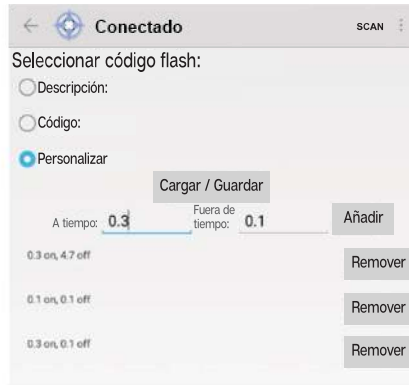 Conectado SCAN
Seleccionar código flash:
Descripción:
Código:
Personalizar
Cargar / Guardar
A tiempo: 0.3 Fuera de tiempo: 0.1 Añadir
0.3 on, 4.7 off Remover
0.1 on, 0.1 off Remover
0.3 on, 0.1 off Remover